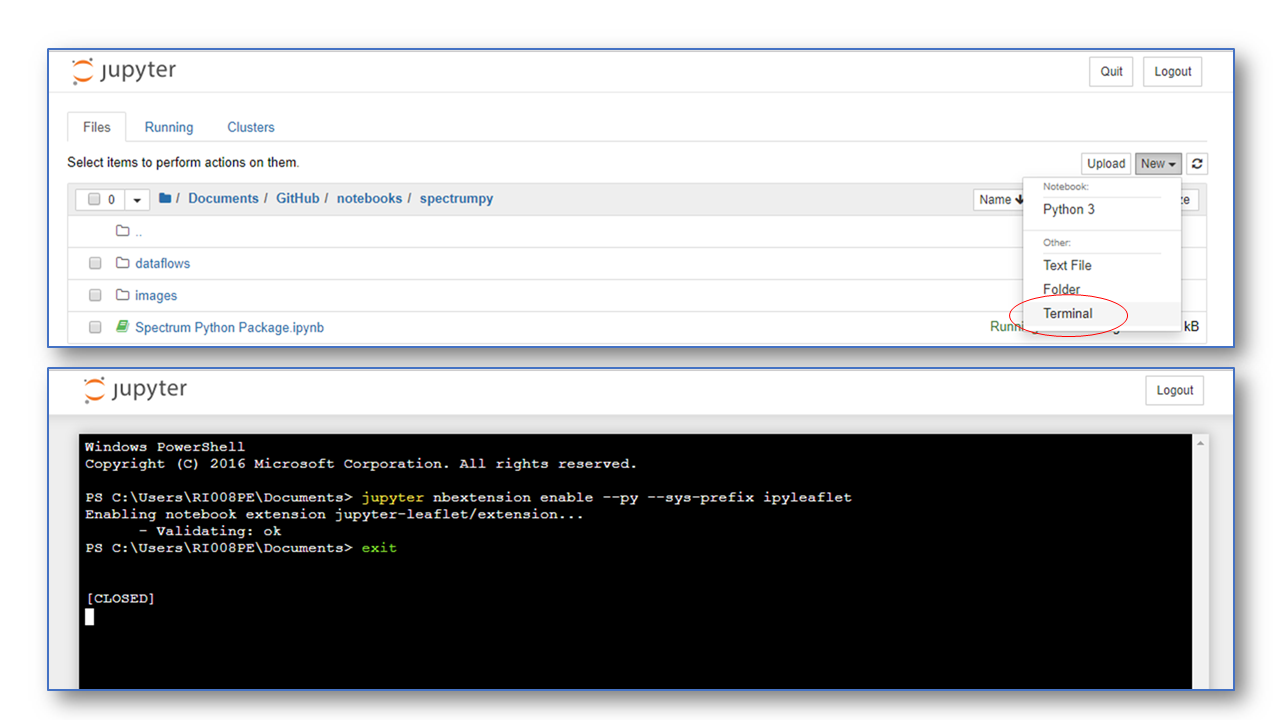 jupyter
Quit Logout
Files Running Clusters
Select items to perform actions on them.
Upload New
0 / Documents / GitHub / notebooks / spectrumpy Name
Notebook:
Python 3
..
Other:
dataflows
Text File
images
Folder
Terminal
Spectrum Python Package.ipynb kB
jupyter
Logout
Windows PowerShell
Copyright (C) 2016 Microsoft Corporation. All rights reserved.
PS C:\Users\RI008PE\Documents> jupyter nbextension enable --py --sys-prefix ipyleaflet
Enabling notebook extension jupyter-leaflet/extension...
- Validating: ok
PS C:\Users\RI008PE\Documents> exit
[CLOSED]